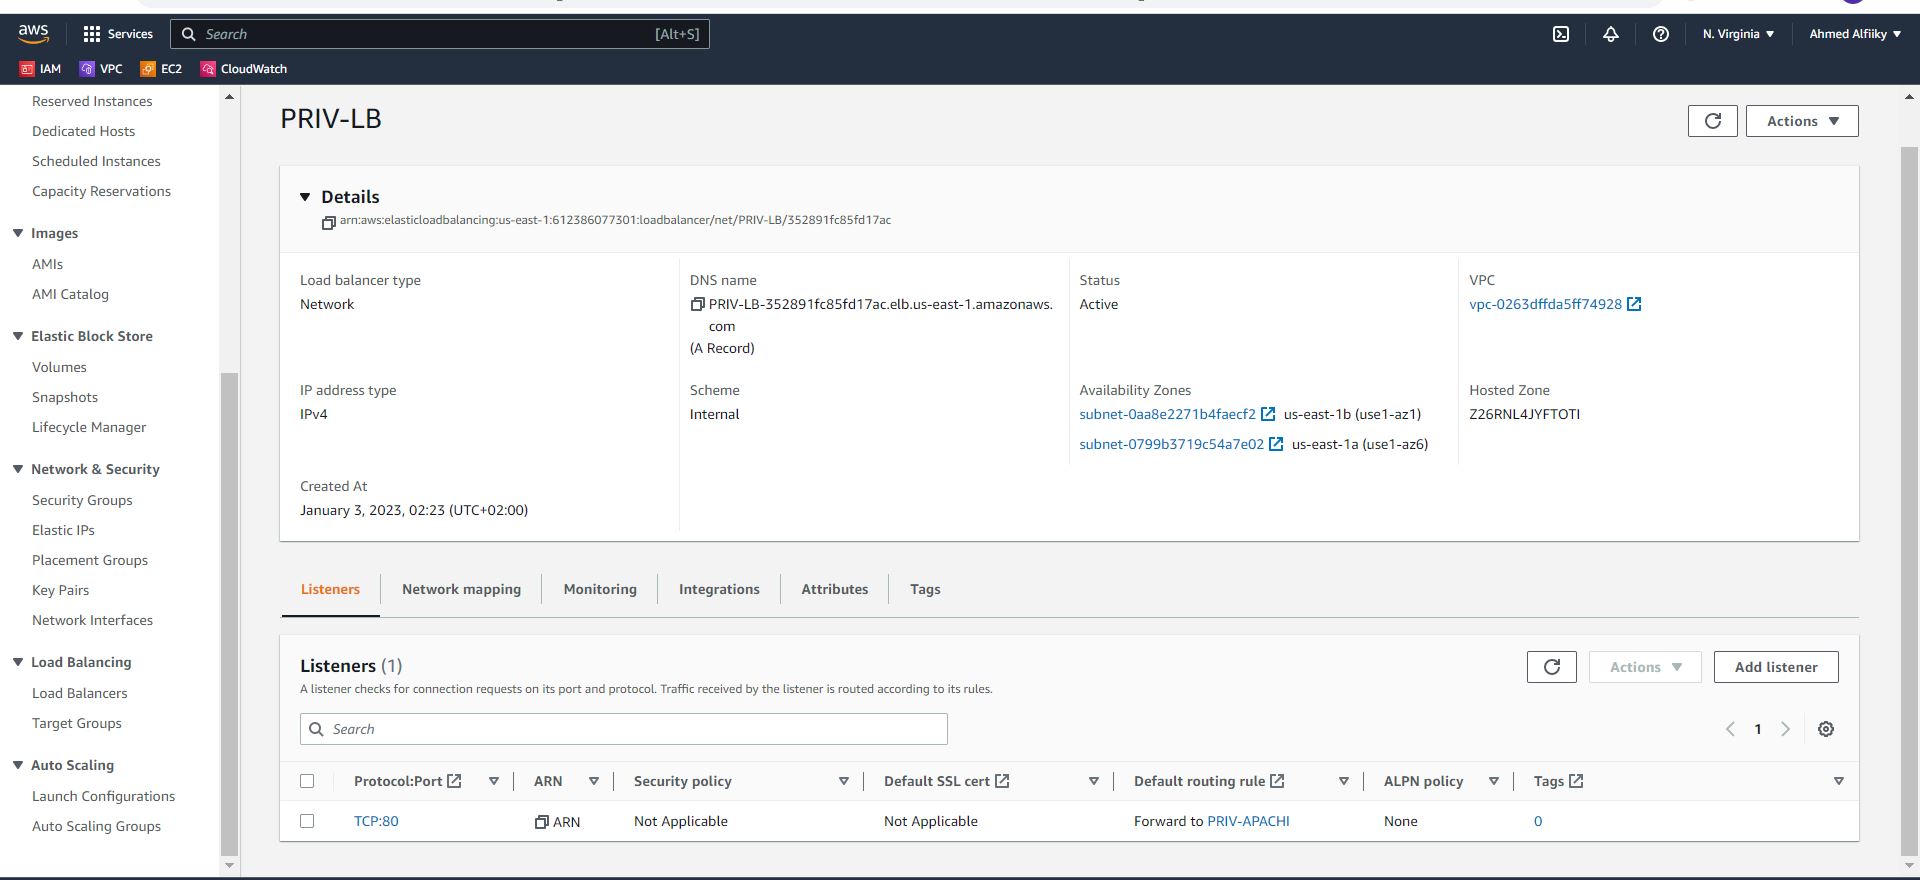 aws
Services
Search
[Alt+S]
N. Virginia
Ahmed Alfiiky
IAM
VPC
EC2
CloudWatch
Reserved Instances
Dedicated Hosts
Scheduled Instances
Capacity Reservations
Images
AMIs
AMI Catalog
Elastic Block Store
Volumes
Snapshots
Lifecycle Manager
Network & Security
Security Groups
Elastic IPs
Placement Groups
Key Pairs
Network Interfaces
Load Balancing
Load Balancers
Target Groups
Auto Scaling
Launch Configurations
Auto Scaling Groups
PRIV-LB
Actions
Details
arn:aws:elasticloadbalancing:us-east-1:612386077301:loadbalancer/net/PRIV-LB/352891fc85fd17ac
Load balancer type
Network
DNS name
PRIV-LB-352891fc85fd17ac.elb.us-east-1.amazonaws.
com
(A Record)
Status
Active
VPC
vpc-0263dffda5ff74928
IP address type
IPv4
Scheme
Internal
Availability Zones
subnet-0aa8e2271b4faecf2 us-east-1b (use1-az1)
subnet-0799b3719c54a7e02 us-east-1a (use1-az6)
Hosted Zone
Z26RNL4JYFTOTI
Created At
January 3, 2023, 02:23 (UTC+02:00)
Listeners
Network mapping
Monitoring
Integrations
Attributes
Tags
Listeners (1)
A listener checks for connection requests on its port and protocol. Traffic received by the listener is routed according to its rules.
Actions
Add listener
Search
1
Protocol:Port
ARN
Security policy
Default SSL cert
Default routing rule
ALPN policy
Tags
TCP:80
ARN
Not Applicable
Not Applicable
Forward to PRIV-APACHI
None
0